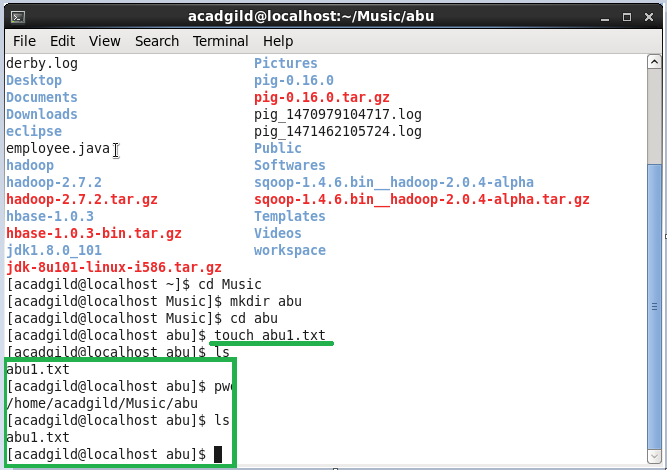 acadgild@localhost:~/Music/abu
File Edit View Search Terminal Help
derby.log Pictures
Desktop pig-0.16.0
Documents pig-0.16.0.tar.gz
Downloads pig_1470979104717.log
eclipse pig_1471462105724.log
employee.java Public
hadoop Softwares
hadoop-2.7.2 sqoop-1.4.6.bin__hadoop-2.0.4-alpha
hadoop-2.7.2.tar.gz sqoop-1.4.6.bin__hadoop-2.0.4-alpha.tar.gz
hbase-1.0.3 Templates
hbase-1.0.3-bin.tar.gz Videos
jdk1.8.0_101 workspace
jdk-8u101-linux-i586.tar.gz
[acadgild@localhost ~]$ cd Music
[acadgild@localhost Music]$ mkdir abu
[acadgild@localhost Music]$ cd abu
[acadgild@localhost abu]$ touch abu1.txt
[acadgild@localhost abu]$ ls
abu1.txt
[acadgild@localhost abu]$ pwd
/home/acadgild/Music/abu
[acadgild@localhost abu]$ ls
abu1.txt
[acadgild@localhost abu]$